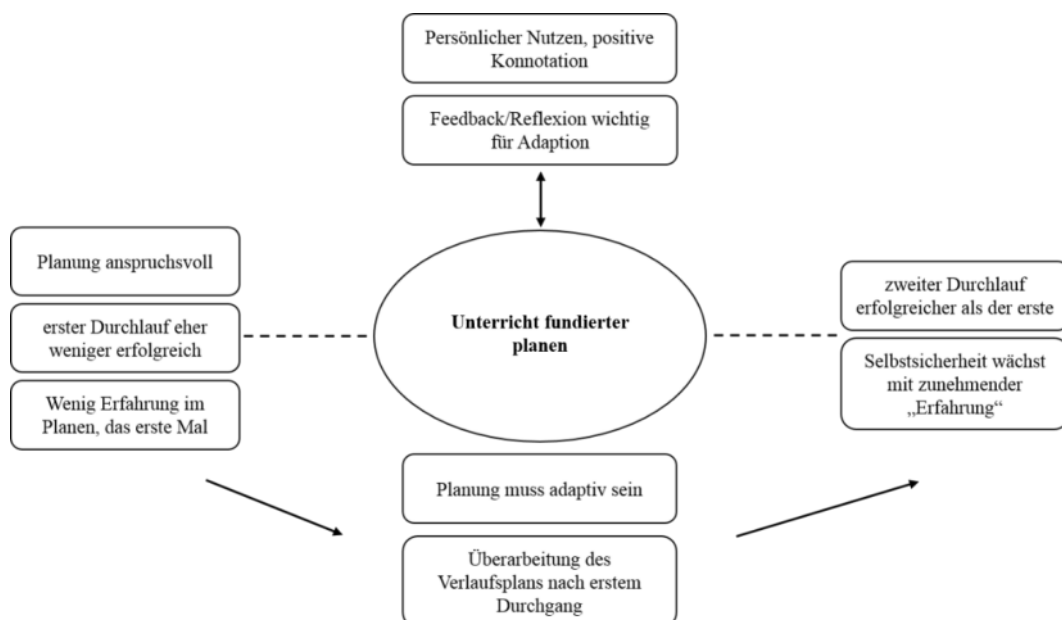 Persönlicher Nutzen, positive
Konnotation
Feedback/Reflexion wichtig
für Adaption
Planung anspruchsvoll
erster Durchlauf eher
weniger erfolgreich
Wenig Erfahrung im
Planen, das erste Mal
Unterricht fundierter
planen
zweiter Durchlauf
erfolgreicher als der erste
Selbstsicherheit wächst
mit zunehmender
„Erfahrung“
Planung muss adaptiv sein
Überarbeitung des
Verlaufsplans nach erstem
Durchgang